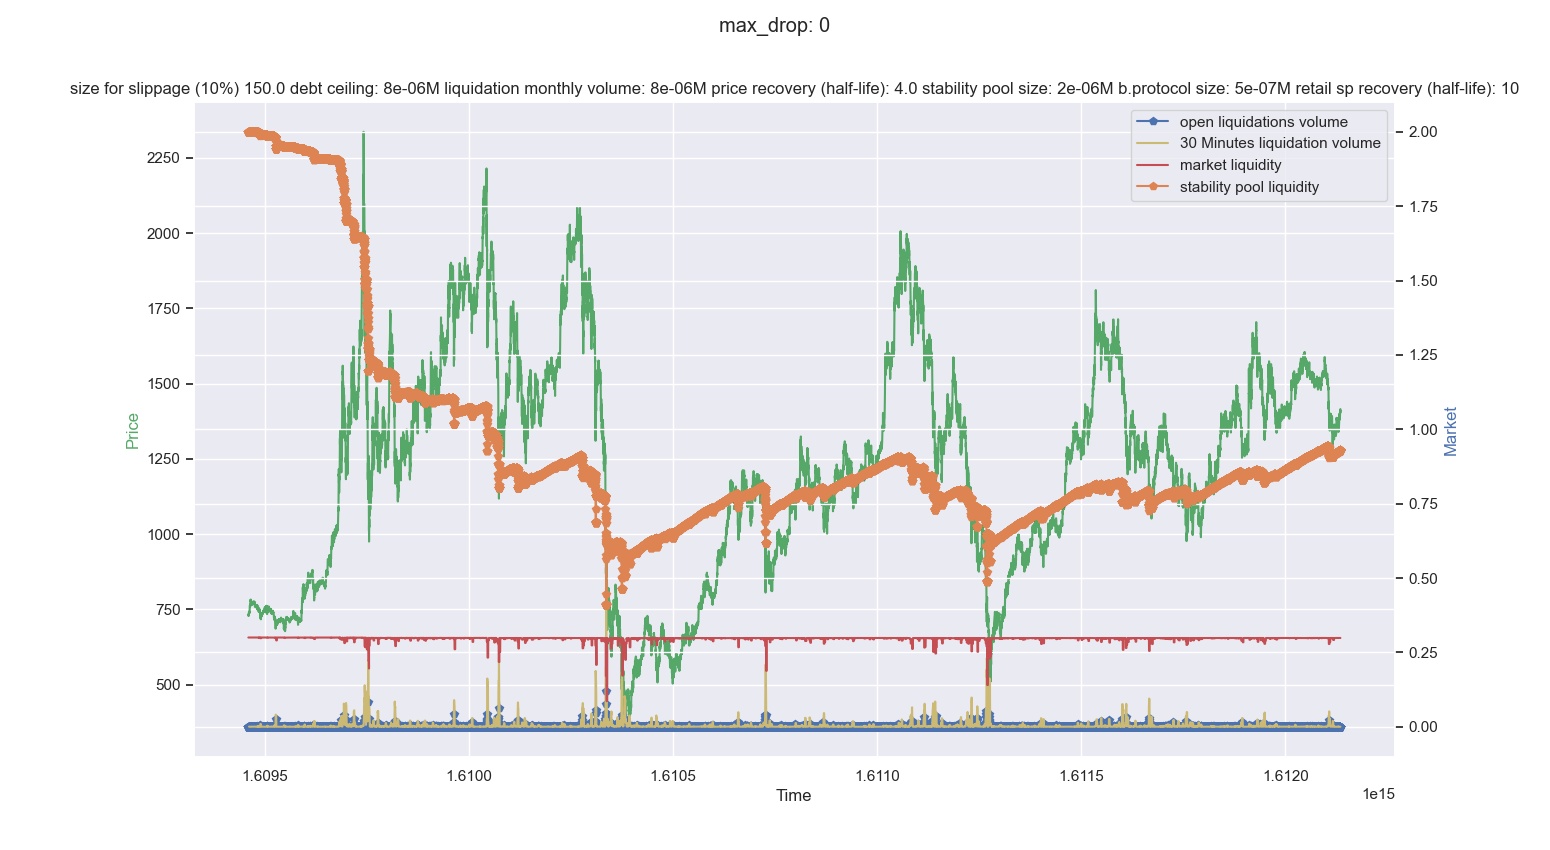 max_drop: 0
size for slippage (10%) 150.0 debt ceiling: 8e-06M liquidation monthly volume: 8e-06M price recovery (half-life): 4.0 stability pool size: 2e-06M b.protocol size: 5e-07M retail sp recovery (half-life): 10
open liquidations volume
30 Minutes liquidation volume
market liquidity
stability pool liquidity
2250
2000
1750
1500
1250
1000
750
500
Price
2.00
1.75
1.50
1.25
1.00
0.75
0.50
0.25
0.00
Market
1.6095 1.6100 1.6105 1.6110 1.6115 1.6120
Time
1e15